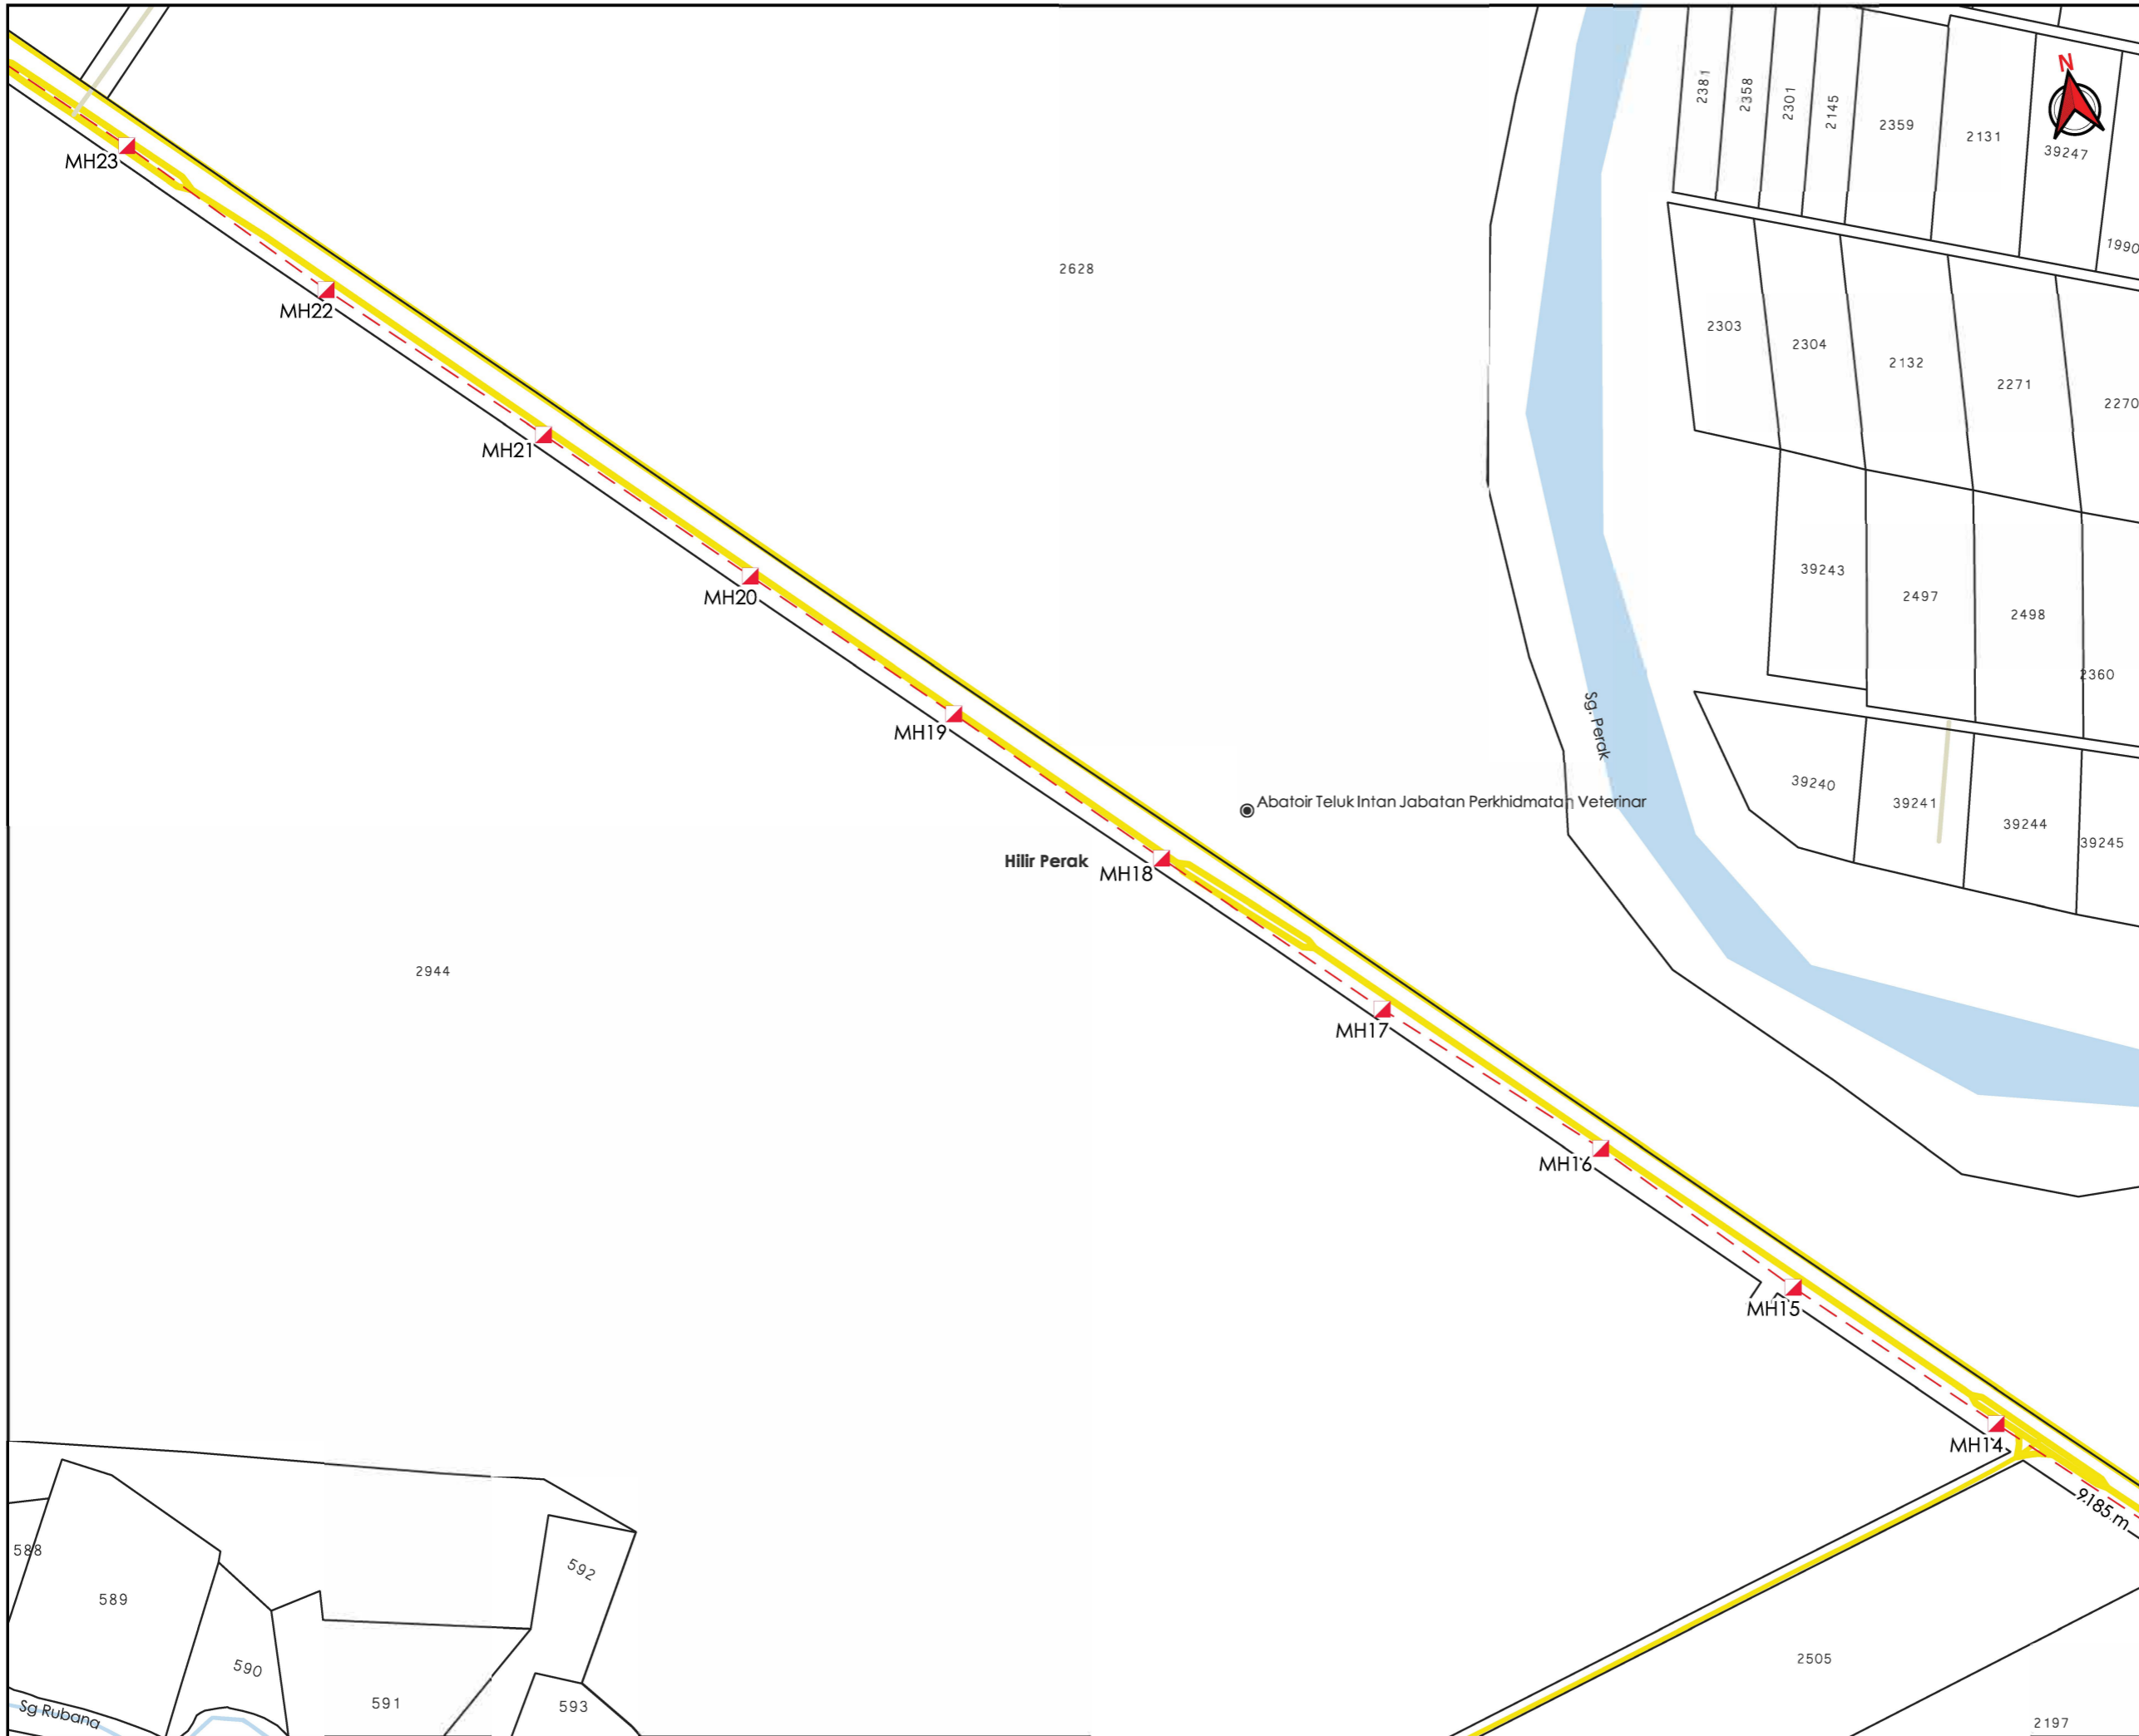 N
2381
2358
2301
2145
2359
2131
39247
1990
MH23
2628
MH22
2303
2304
2132
2271
2270
MH21
39243
2497
2498
MH20
2360
Sg. Perak
MH19
Abatoir Teluk Intan Jabatan Perkhidmatan Veterinar
39240
39241
39244
39245
Hilir Perak
MH18
2944
MH17
MH16
MH15
MH14
9.185 m
588
589
592
590
591
593
Sg Rubana
2505
2197